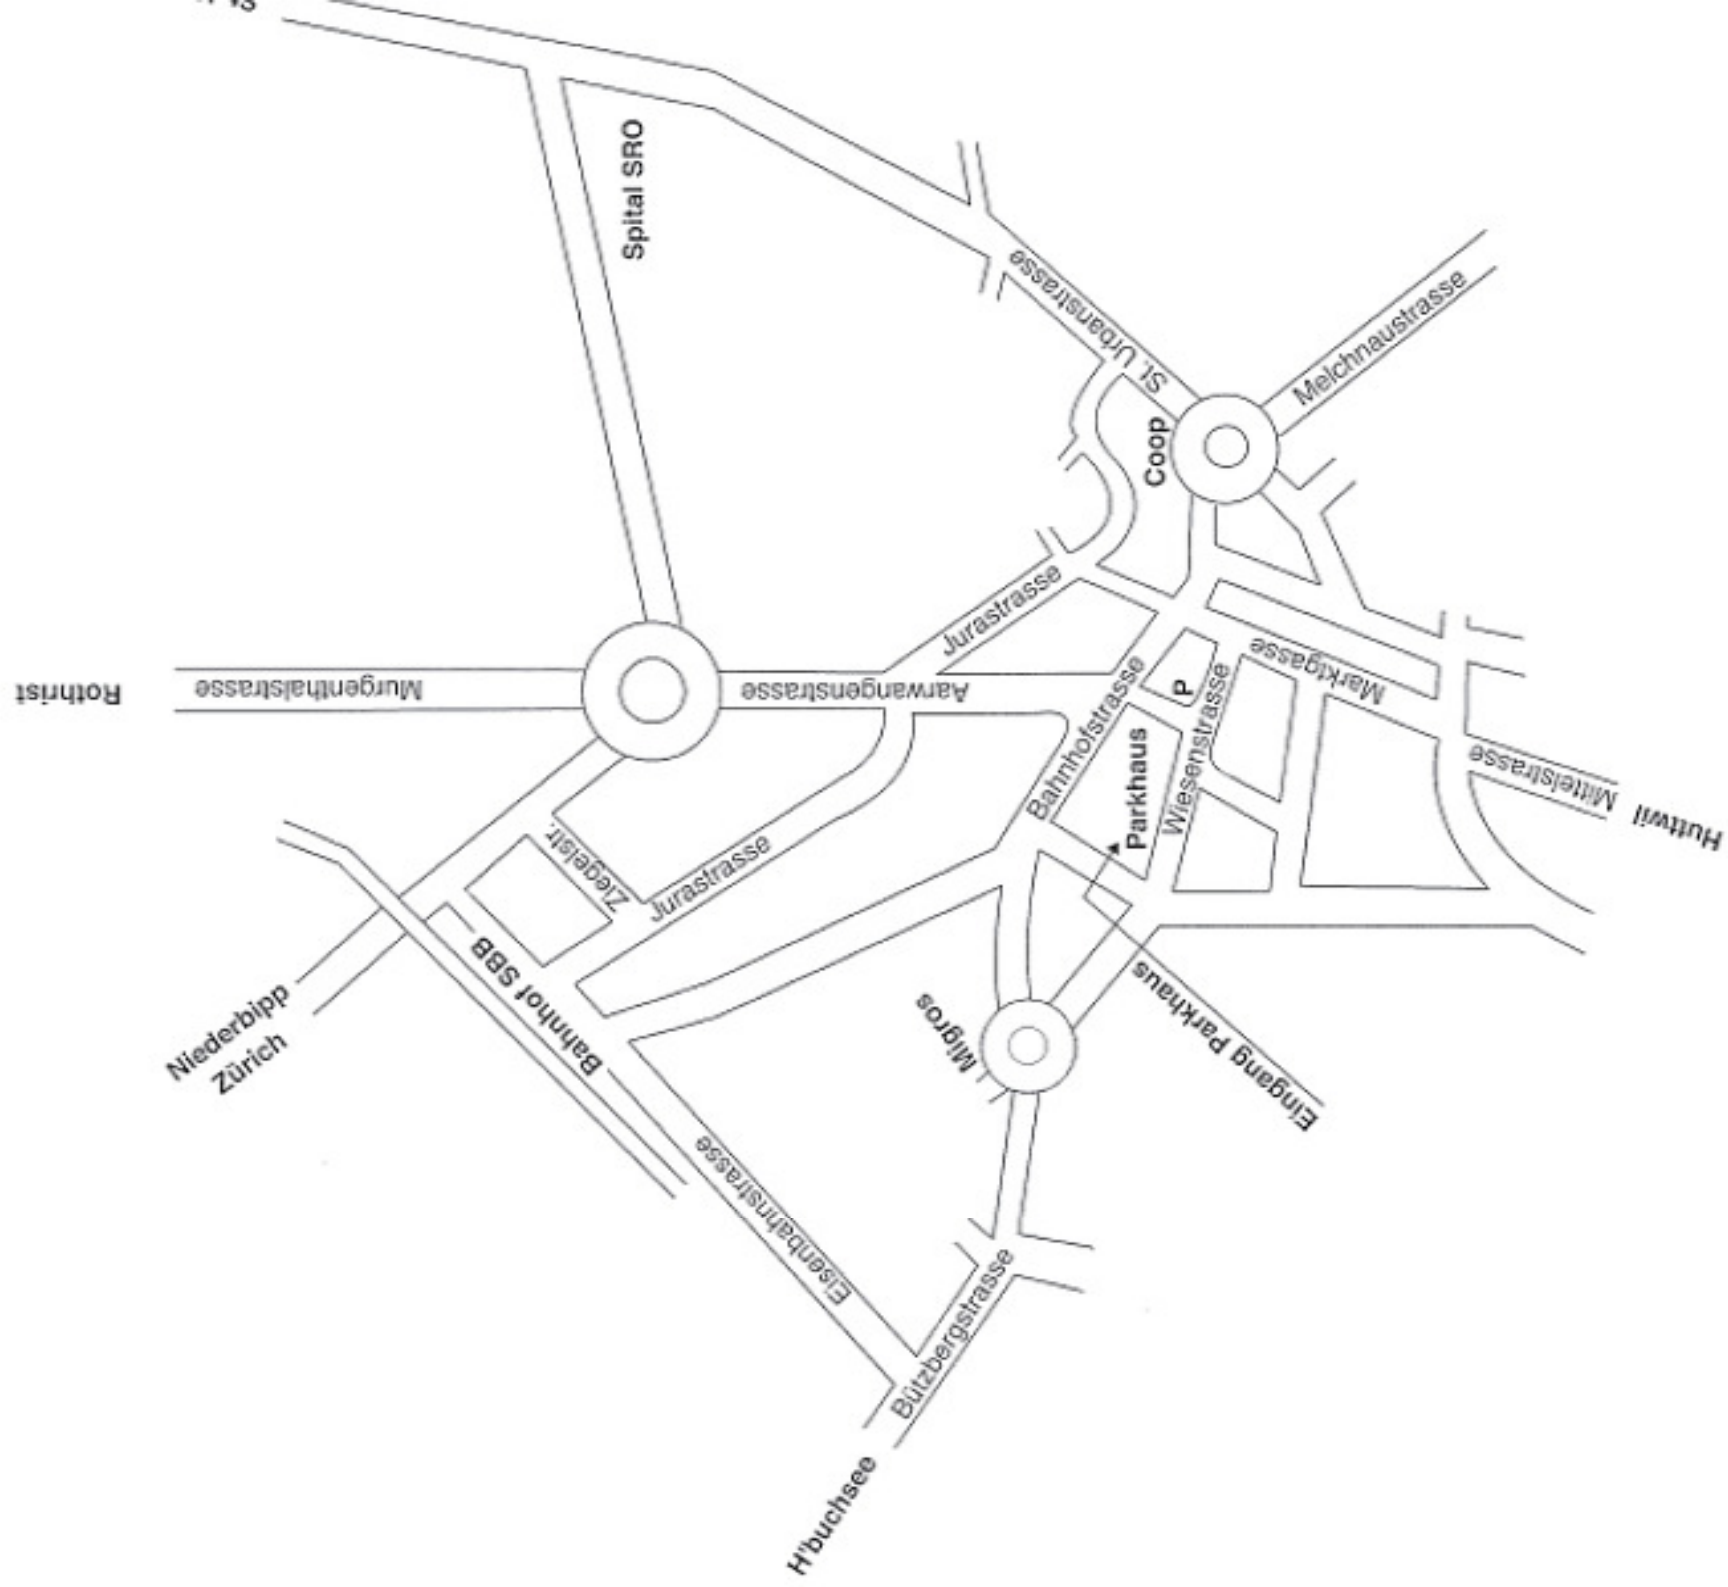 Spital SRO
St. Urbanstrasse
Melchnaustrasse
Coop
Jurastrasse
Rothrist
Murgenthalstrasse
Aarwangenstrasse
Marktgasse
P
Bahnhofstrasse
Wiesenstrasse
Parkhaus
Mittelstrasse
Huttwil
Ziegelstr.
Jurastrasse
Bahnhof SBB
Niederbipp
Zürich
Migros
Eingang Parkhaus
Eisenbahnstrasse
Bützbergstrasse
H'buchsee